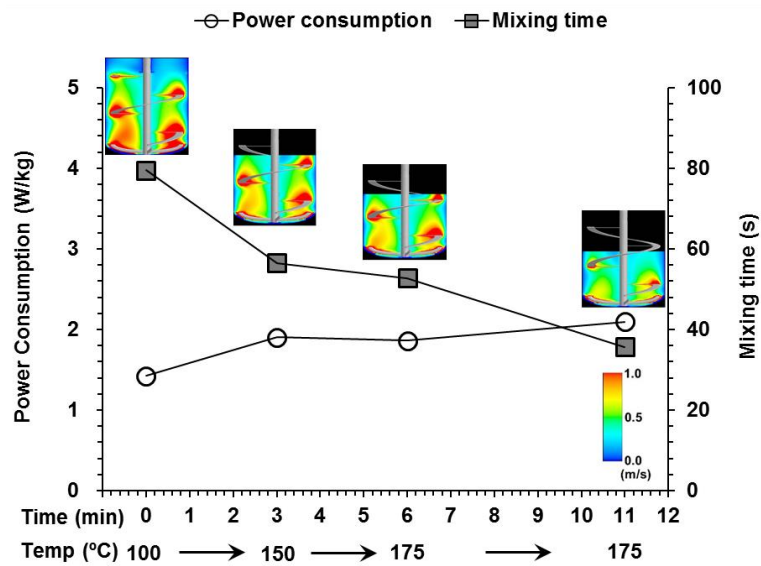 Power consumption Mixing time
5 100
4 80
3 60
2 40
1 20
0 0
Power Consumption (W/kg)
Mixing time (s)
1.0
0.5
0.0
(m/s)
Time (min) 0 1 2 3 4 5 6 7 8 9 10 11 12
Temp (ºC) 100 150 175 175